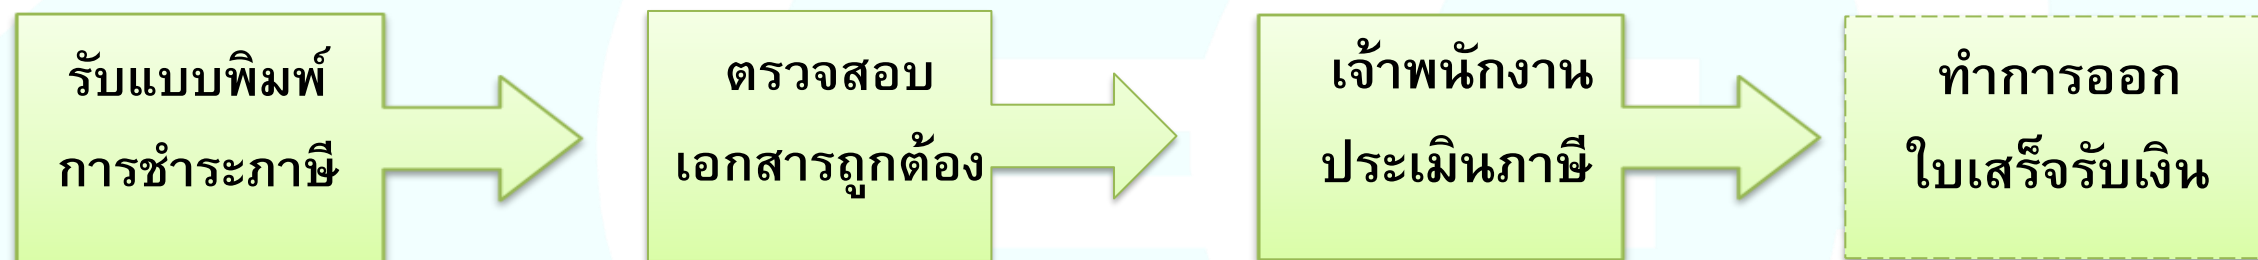 รับแบบพิมพ์
การชำระภาษี
ตรวจสอบ
เอกสารถูกต้อง
เจ้าพนักงาน
ประเมินภาษี
ทำการออก
ใบเสร็จรับเงิน